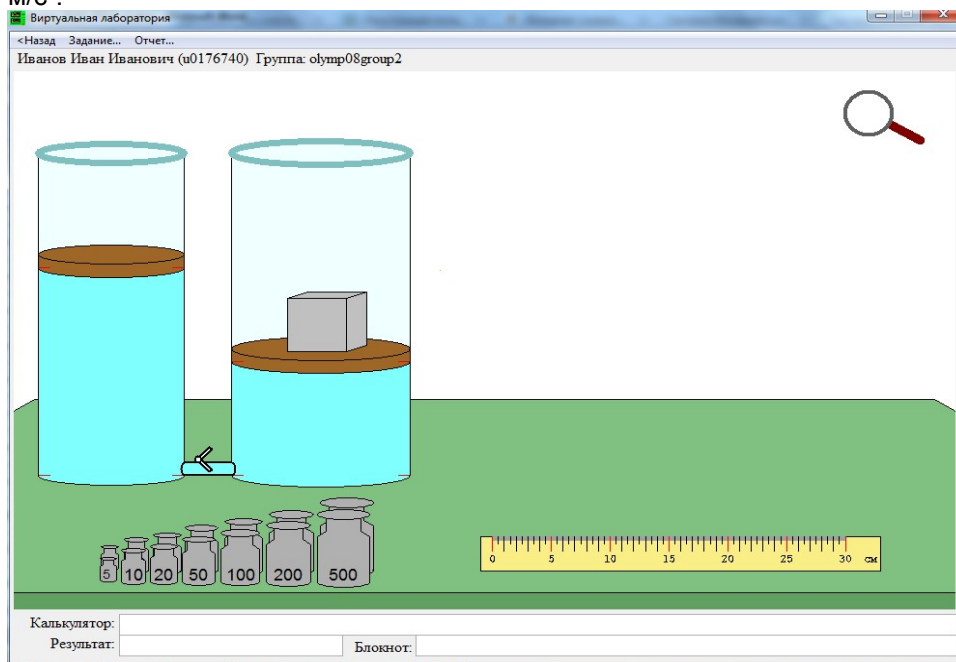 м/с².
Виртуальная лаборатория
<Назад Задание... Отчет...
Иванов Иван Иванович (u0176740) Группа: olymp08group2
5 10 20 50 100 200 500
0 5 10 15 20 25 30 см
Калькулятор:
Результат: Блокнот: